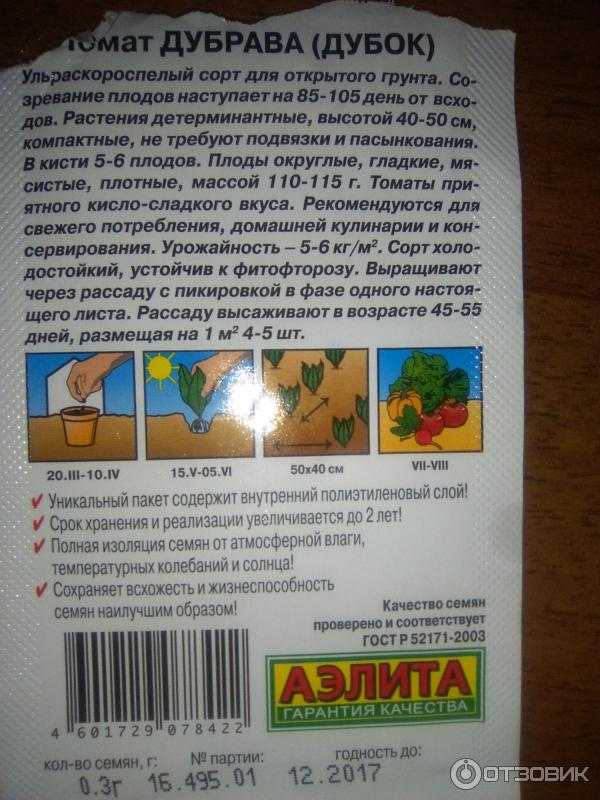 Томат ДУБРАВА (ДУБОК)
Ультраскороспелый сорт для открытого грунта. Со-
зревание плодов наступает на 85-105 день от всхо-
дов. Растения детерминантные, высотой 40-50 см,
компактные, не требуют подвязки и пасынкования.
В кисти 5-6 плодов. Плоды округлые, гладкие, мя-
систые, плотные, массой 110-115 г. Томаты при-
ятного кисло-сладкого вкуса. Рекомендуются для
свежего потребления, домашней кулинарии и кон-
сервирования. Урожайность – 5-6 кг/м². Сорт холо-
достойкий, устойчив к фитофторозу. Выращивают
через рассаду с пикировкой в фазе одного настоя-
щего листа. Рассаду высаживают в возрасте 45-55
дней, размещая на 1 м² 4-5 шт.
20.III-10.IV 15.V-05.VI 50x40 см VII-VIII
✓ Уникальный пакет содержит внутренний полиэтиленовый слой!
✓ Срок хранения и реализации увеличивается до 2 лет!
✓ Полная изоляция семян от атмосферной влаги,
температурных колебаний и солнца!
✓ Сохраняет всхожесть и жизнеспособность
семян наилучшим образом!
Качество семян
проверено и соответствует
ГОСТ Р 52171-2003
АЭЛИТА
ГАРАНТИЯ КАЧЕСТВА
4 601729 078422
кол-во семян, г: № партии: годность до:
0.3г 16.495.01 12.2017
ОТЗОВИК